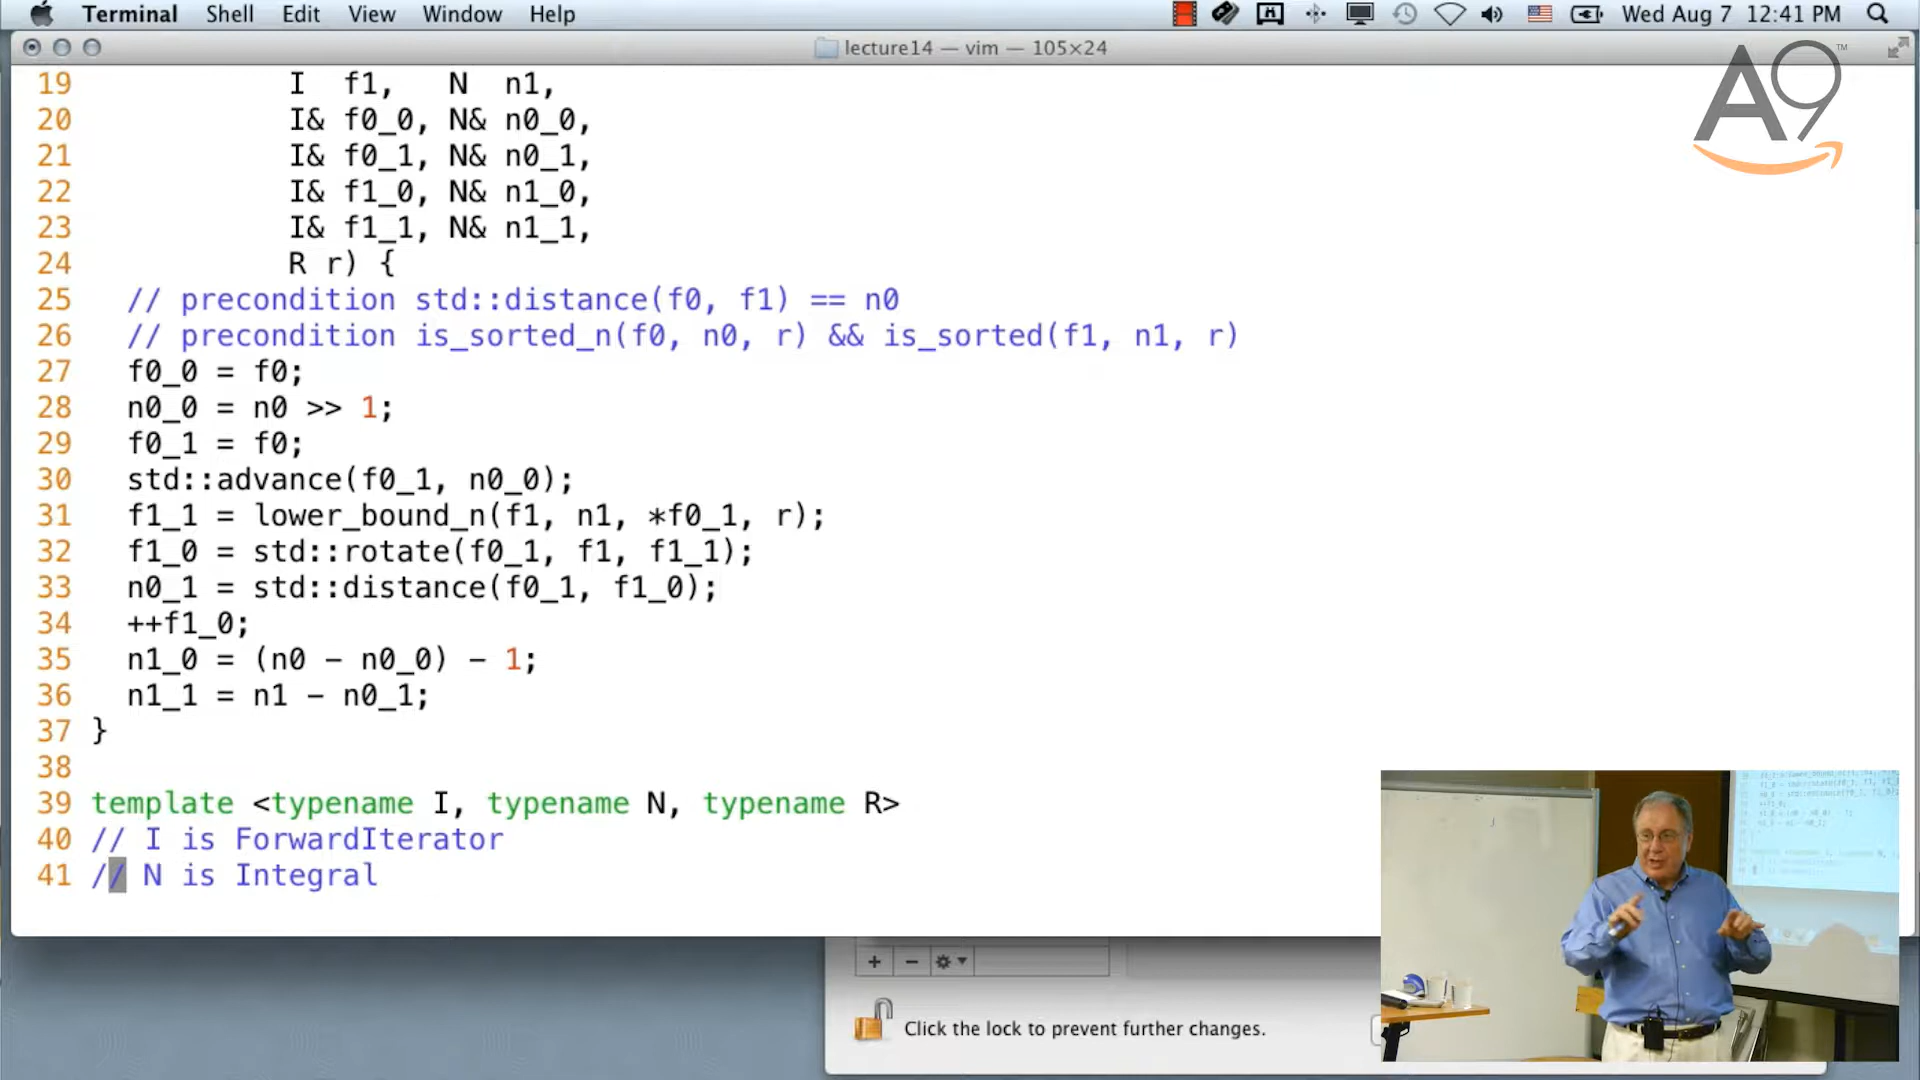 Terminal Shell Edit View Window Help Wed Aug 7 12:41 PM
lecture14 — vim — 105×24
A9™
19 I f1, N n1,
20 I& f0_0, N& n0_0,
21 I& f0_1, N& n0_1,
22 I& f1_0, N& n1_0,
23 I& f1_1, N& n1_1,
24 R r) {
25 // precondition std::distance(f0, f1) == n0
26 // precondition is_sorted_n(f0, n0, r) && is_sorted(f1, n1, r)
27 f0_0 = f0;
28 n0_0 = n0 >> 1;
29 f0_1 = f0;
30 std::advance(f0_1, n0_0);
31 f1_1 = lower_bound_n(f1, n1, *f0_1, r);
32 f1_0 = std::rotate(f0_1, f1, f1_1);
33 n0_1 = std::distance(f0_1, f1_0);
34 ++f1_0;
35 n1_0 = (n0 - n0_0) - 1;
36 n1_1 = n1 - n0_1;
37 }
38
39 template <typename I, typename N, typename R>
40 // I is ForwardIterator
41 // N is Integral
Click the lock to prevent further changes.